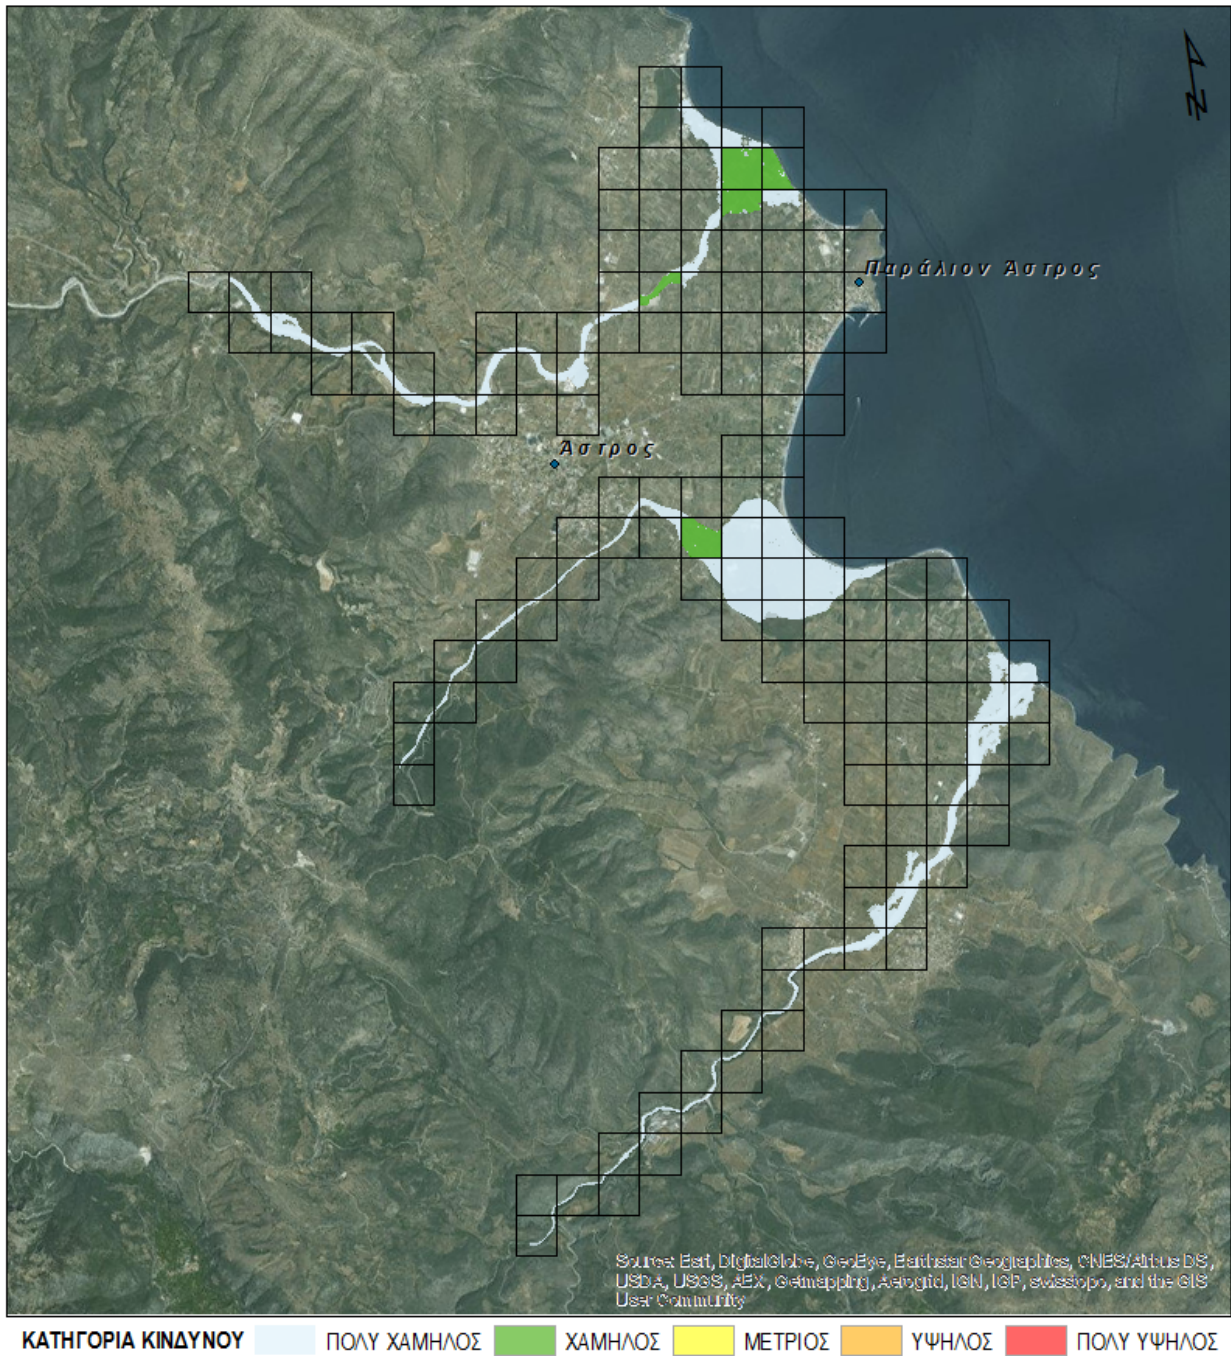 Παράλιον Άστρος
Άστρος
Source: Esri, DigitalGlobe, GeoEye, Earthstar Geographics, CNES/Airbus DS,
USDA, USGS, AEX, Getmapping, Aerogrid, IGN, IGP, swisstopo, and the GIS
User Community
ΚΑΤΗΓΟΡΙΑ ΚΙΝΔΥΝΟΥ ΠΟΛΥ ΧΑΜΗΛΟΣ ΧΑΜΗΛΟΣ ΜΕΤΡΙΟΣ ΥΨΗΛΟΣ ΠΟΛΥ ΥΨΗΛΟΣ